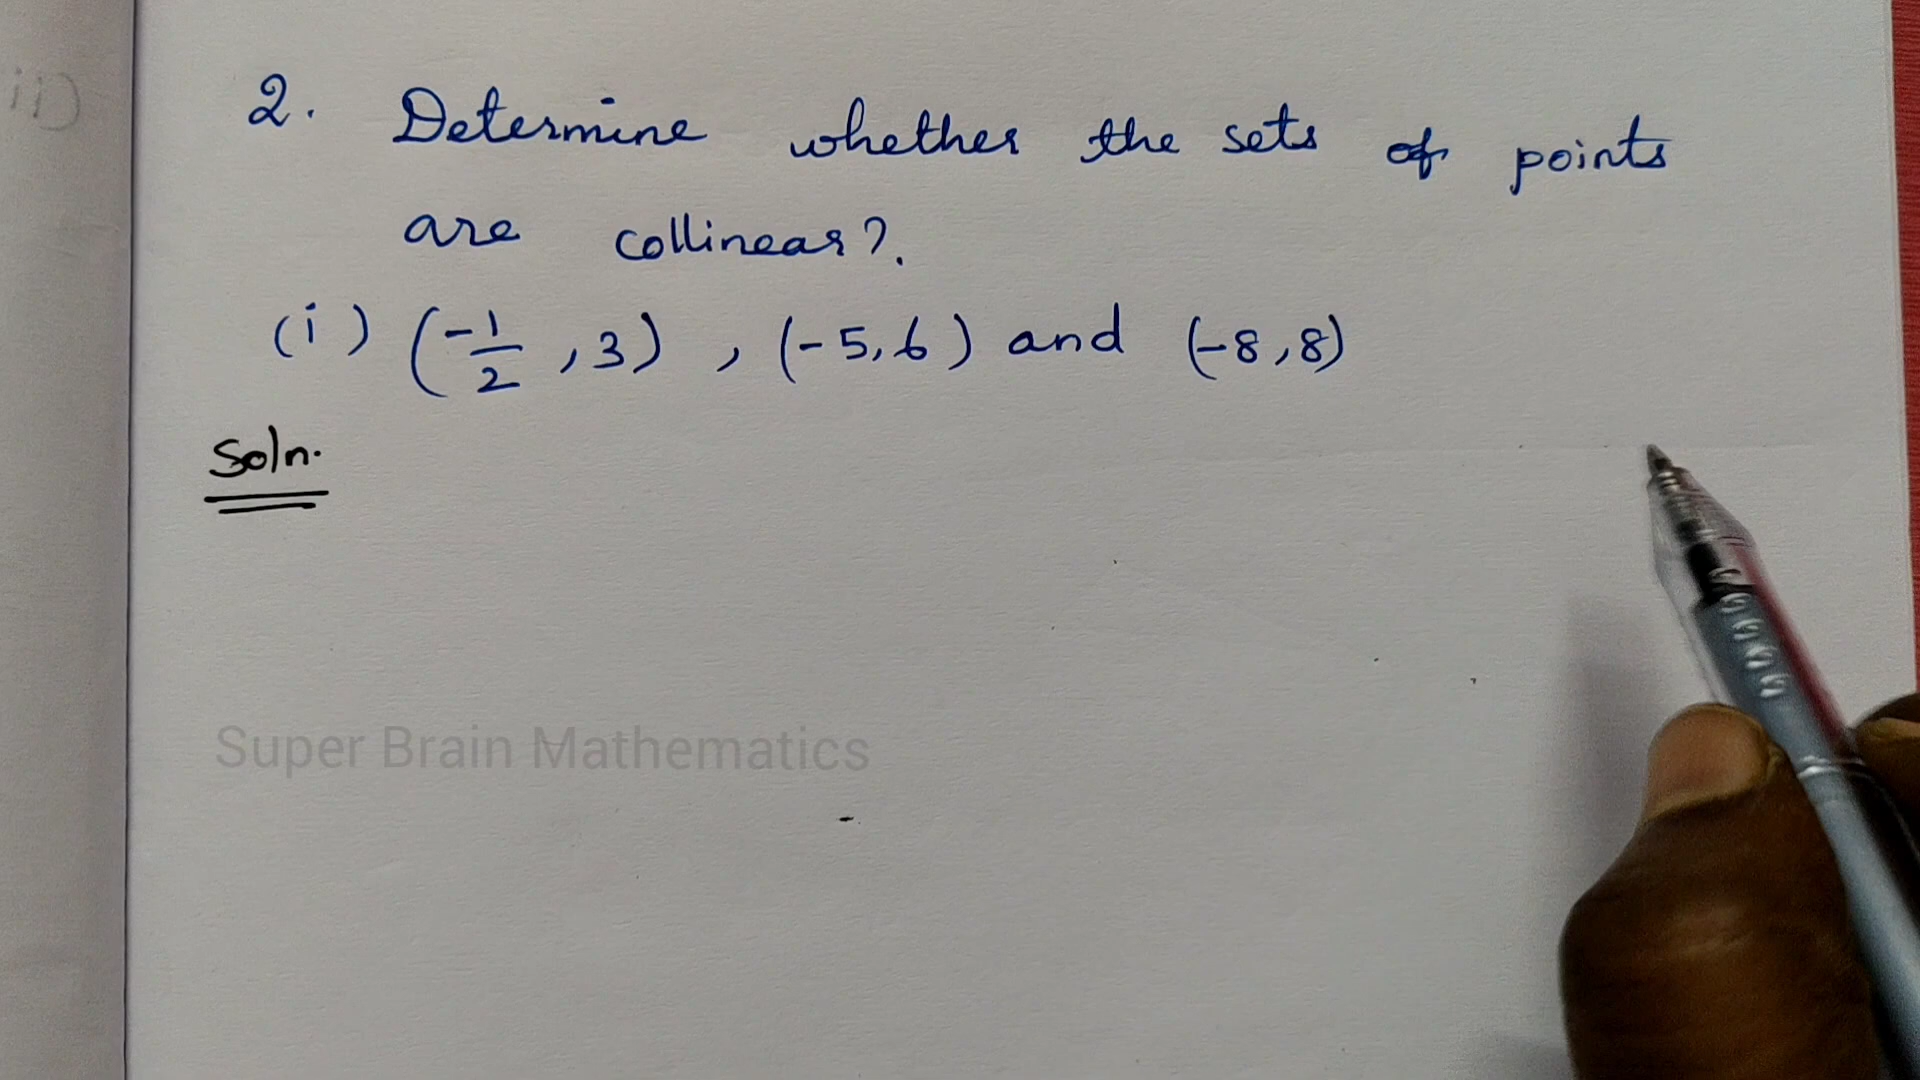 ii)
2. Determine whether the sets of points
are collinear?.
(i) (-1/2, 3), (-5, 6) and (-8, 8)
Soln.
Super Brain Mathematics